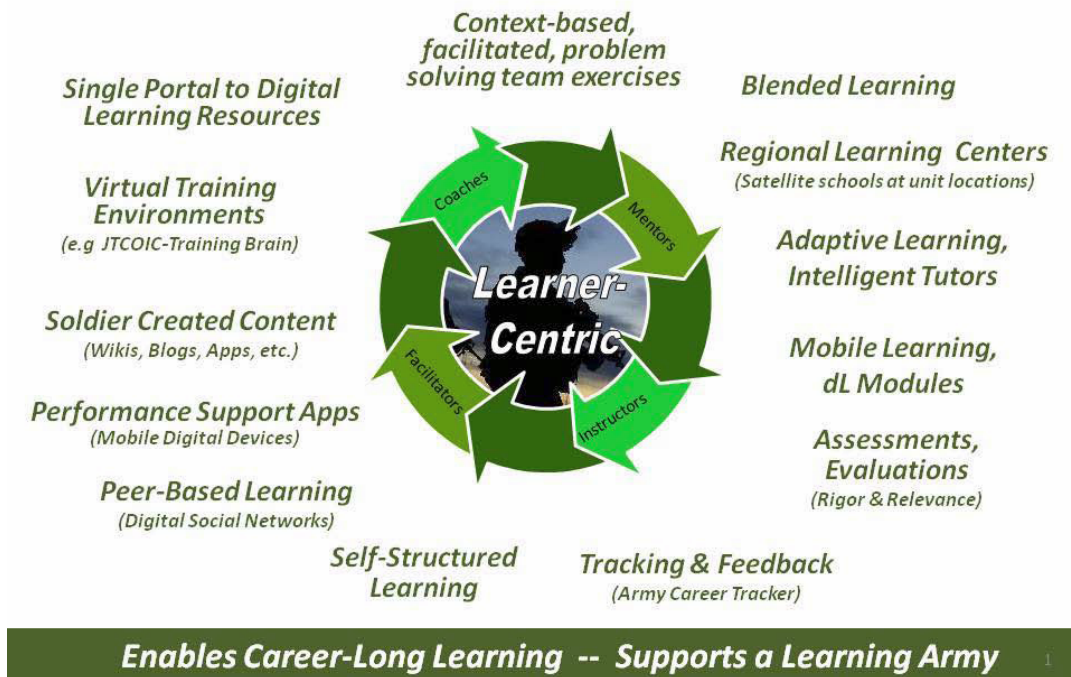 Context-based,
facilitated, problem
solving team exercises
Single Portal to Digital
Learning Resources
Blended Learning
Regional Learning Centers
(Satellite schools at unit locations)
Virtual Training
Environments
(e.g JTCOIC-Training Brain)
Adaptive Learning,
Intelligent Tutors
Soldier Created Content
(Wikis, Blogs, Apps, etc.)
Mobile Learning,
dL Modules
Performance Support Apps
(Mobile Digital Devices)
Assessments,
Evaluations
(Rigor & Relevance)
Peer-Based Learning
(Digital Social Networks)
Self-Structured
Learning
Tracking & Feedback
(Army Career Tracker)
Coaches
Mentors
Learner-
Centric
Facilitators
Instructors
Enables Career-Long Learning -- Supports a Learning Army
1